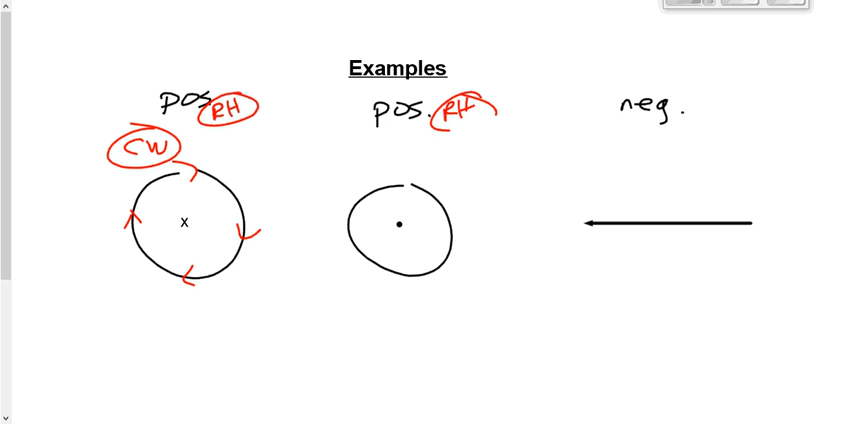 Examples
pos RH
pos. RH
neg.
CW
x